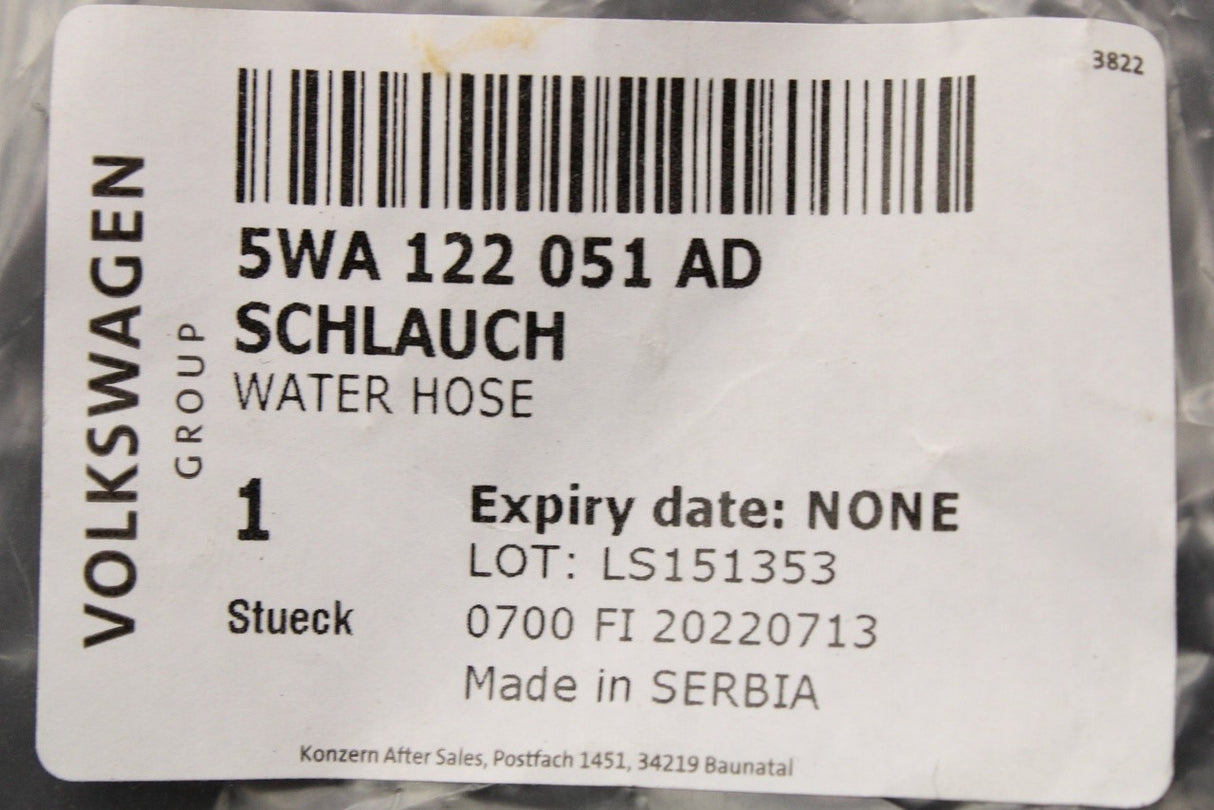 3822
VOLKSWAGEN
GROUP
5WA 122 051 AD
SCHLAUCH
WATER HOSE
1
Expiry date: NONE
LOT: LS151353
Stueck
0700 FI 20220713
Made in SERBIA
Konzern After Sales, Postfach 1451, 34219 Baunatal